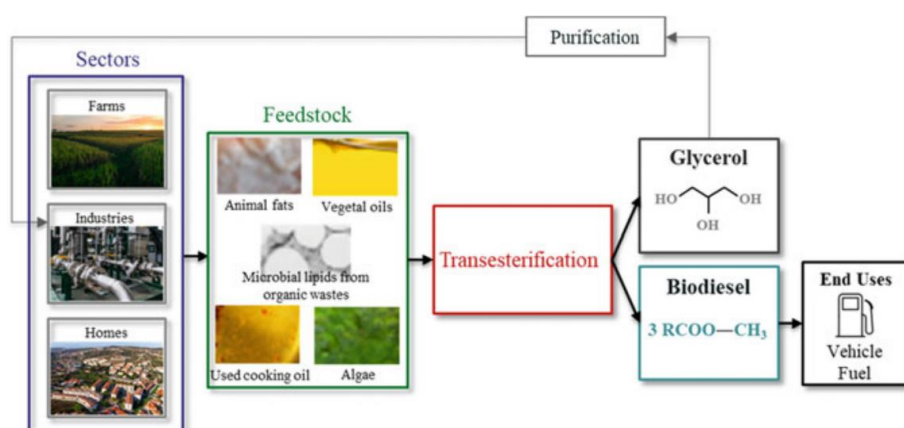 Purification
Sectors
Farms
Industries
Homes
Feedstock
Animal fats
Vegetal oils
Microbial lipids from
organic wastes
Used cooking oil
Algae
Transesterification
Glycerol
HO
OH
OH
Biodiesel
3 RCOO—CH₃
End Uses
Vehicle
Fuel